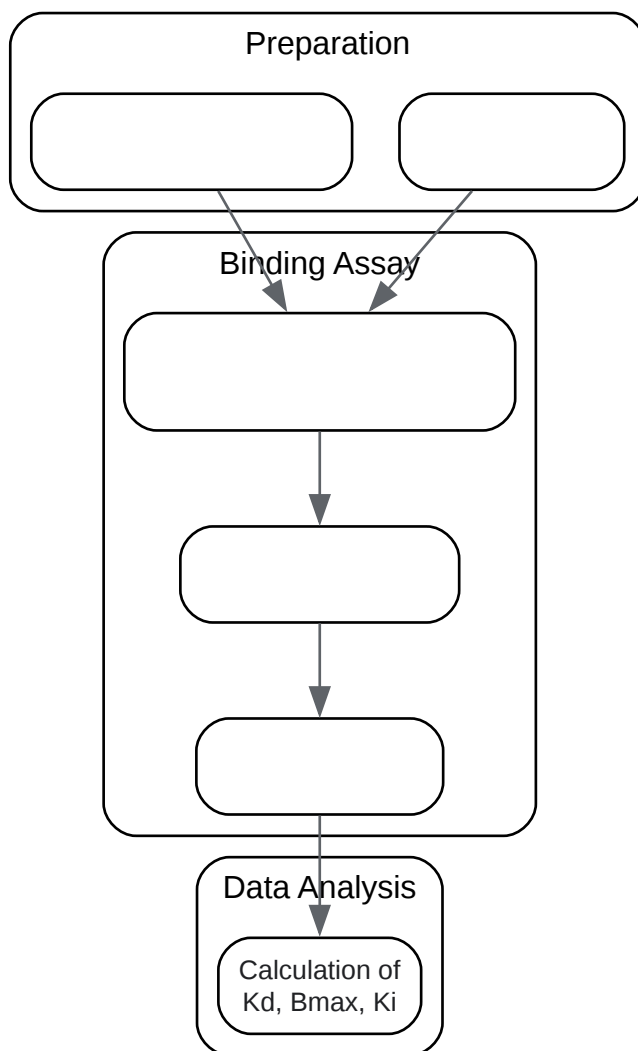 Preparation
Binding Assay
Data Analysis
Calculation of
Kd, Bmax, Ki